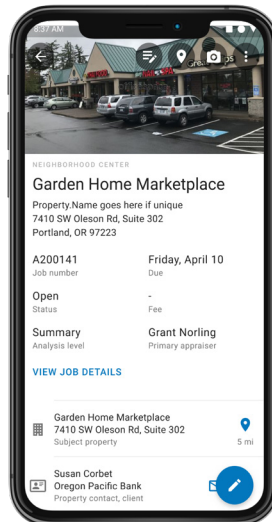 8:37 AM
NEIGHBORHOOD CENTER
Garden Home Marketplace
Property.Name goes here if unique
7410 SW Oleson Rd, Suite 302
Portland, OR 97223
A200141
Job number
Friday, April 10
Due
Open
Status
-
Fee
Summary
Analysis level
Grant Norling
Primary appraiser
VIEW JOB DETAILS
Garden Home Marketplace
7410 SW Oleson Rd, Suite 302
Subject property
5 mi
Susan Corbet
Oregon Pacific Bank
Property contact, client